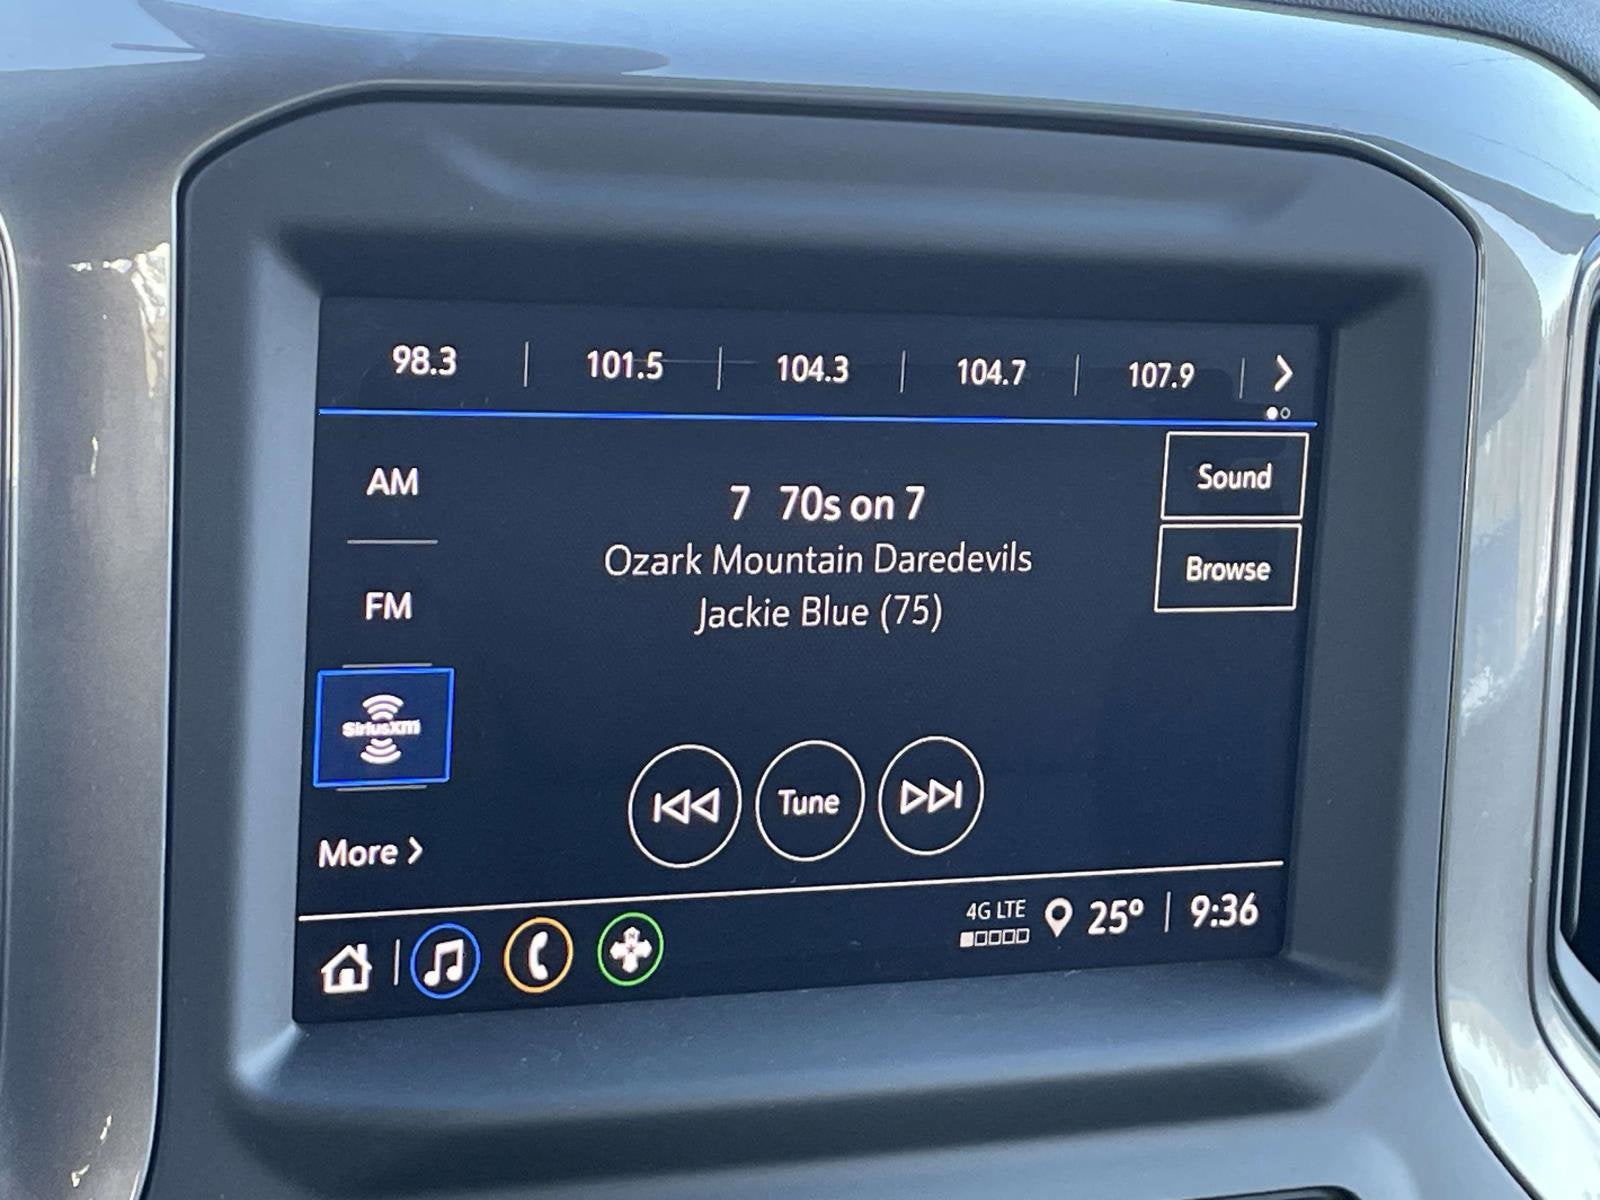 98.3 101.5 104.3 104.7 107.9
AM
7 70s on 7
Sound
Ozark Mountain Daredevils
Browse
FM
Jackie Blue (75)
SiriusXM
Tune
More
4G LTE 25° 9:36
N